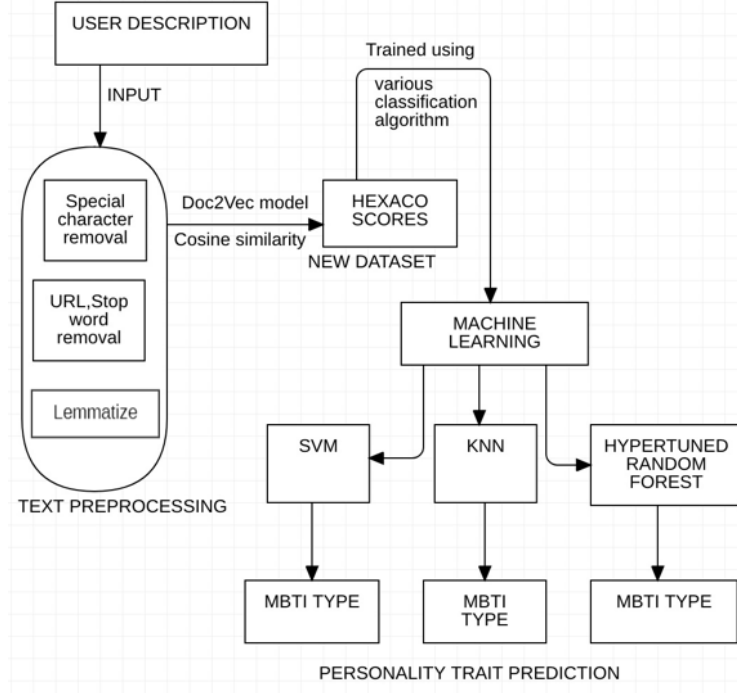 USER DESCRIPTION
INPUT
Special
character
removal
URL,Stop
word
removal
Lemmatize
TEXT PREPROCESSING
Doc2Vec model
Cosine similarity
HEXACO
SCORES
NEW DATASET
Trained using
various
classification
algorithm
MACHINE
LEARNING
SVM
KNN
HYPERTUNED
RANDOM
FOREST
MBTI TYPE
MBTI
TYPE
MBTI TYPE
PERSONALITY TRAIT PREDICTION